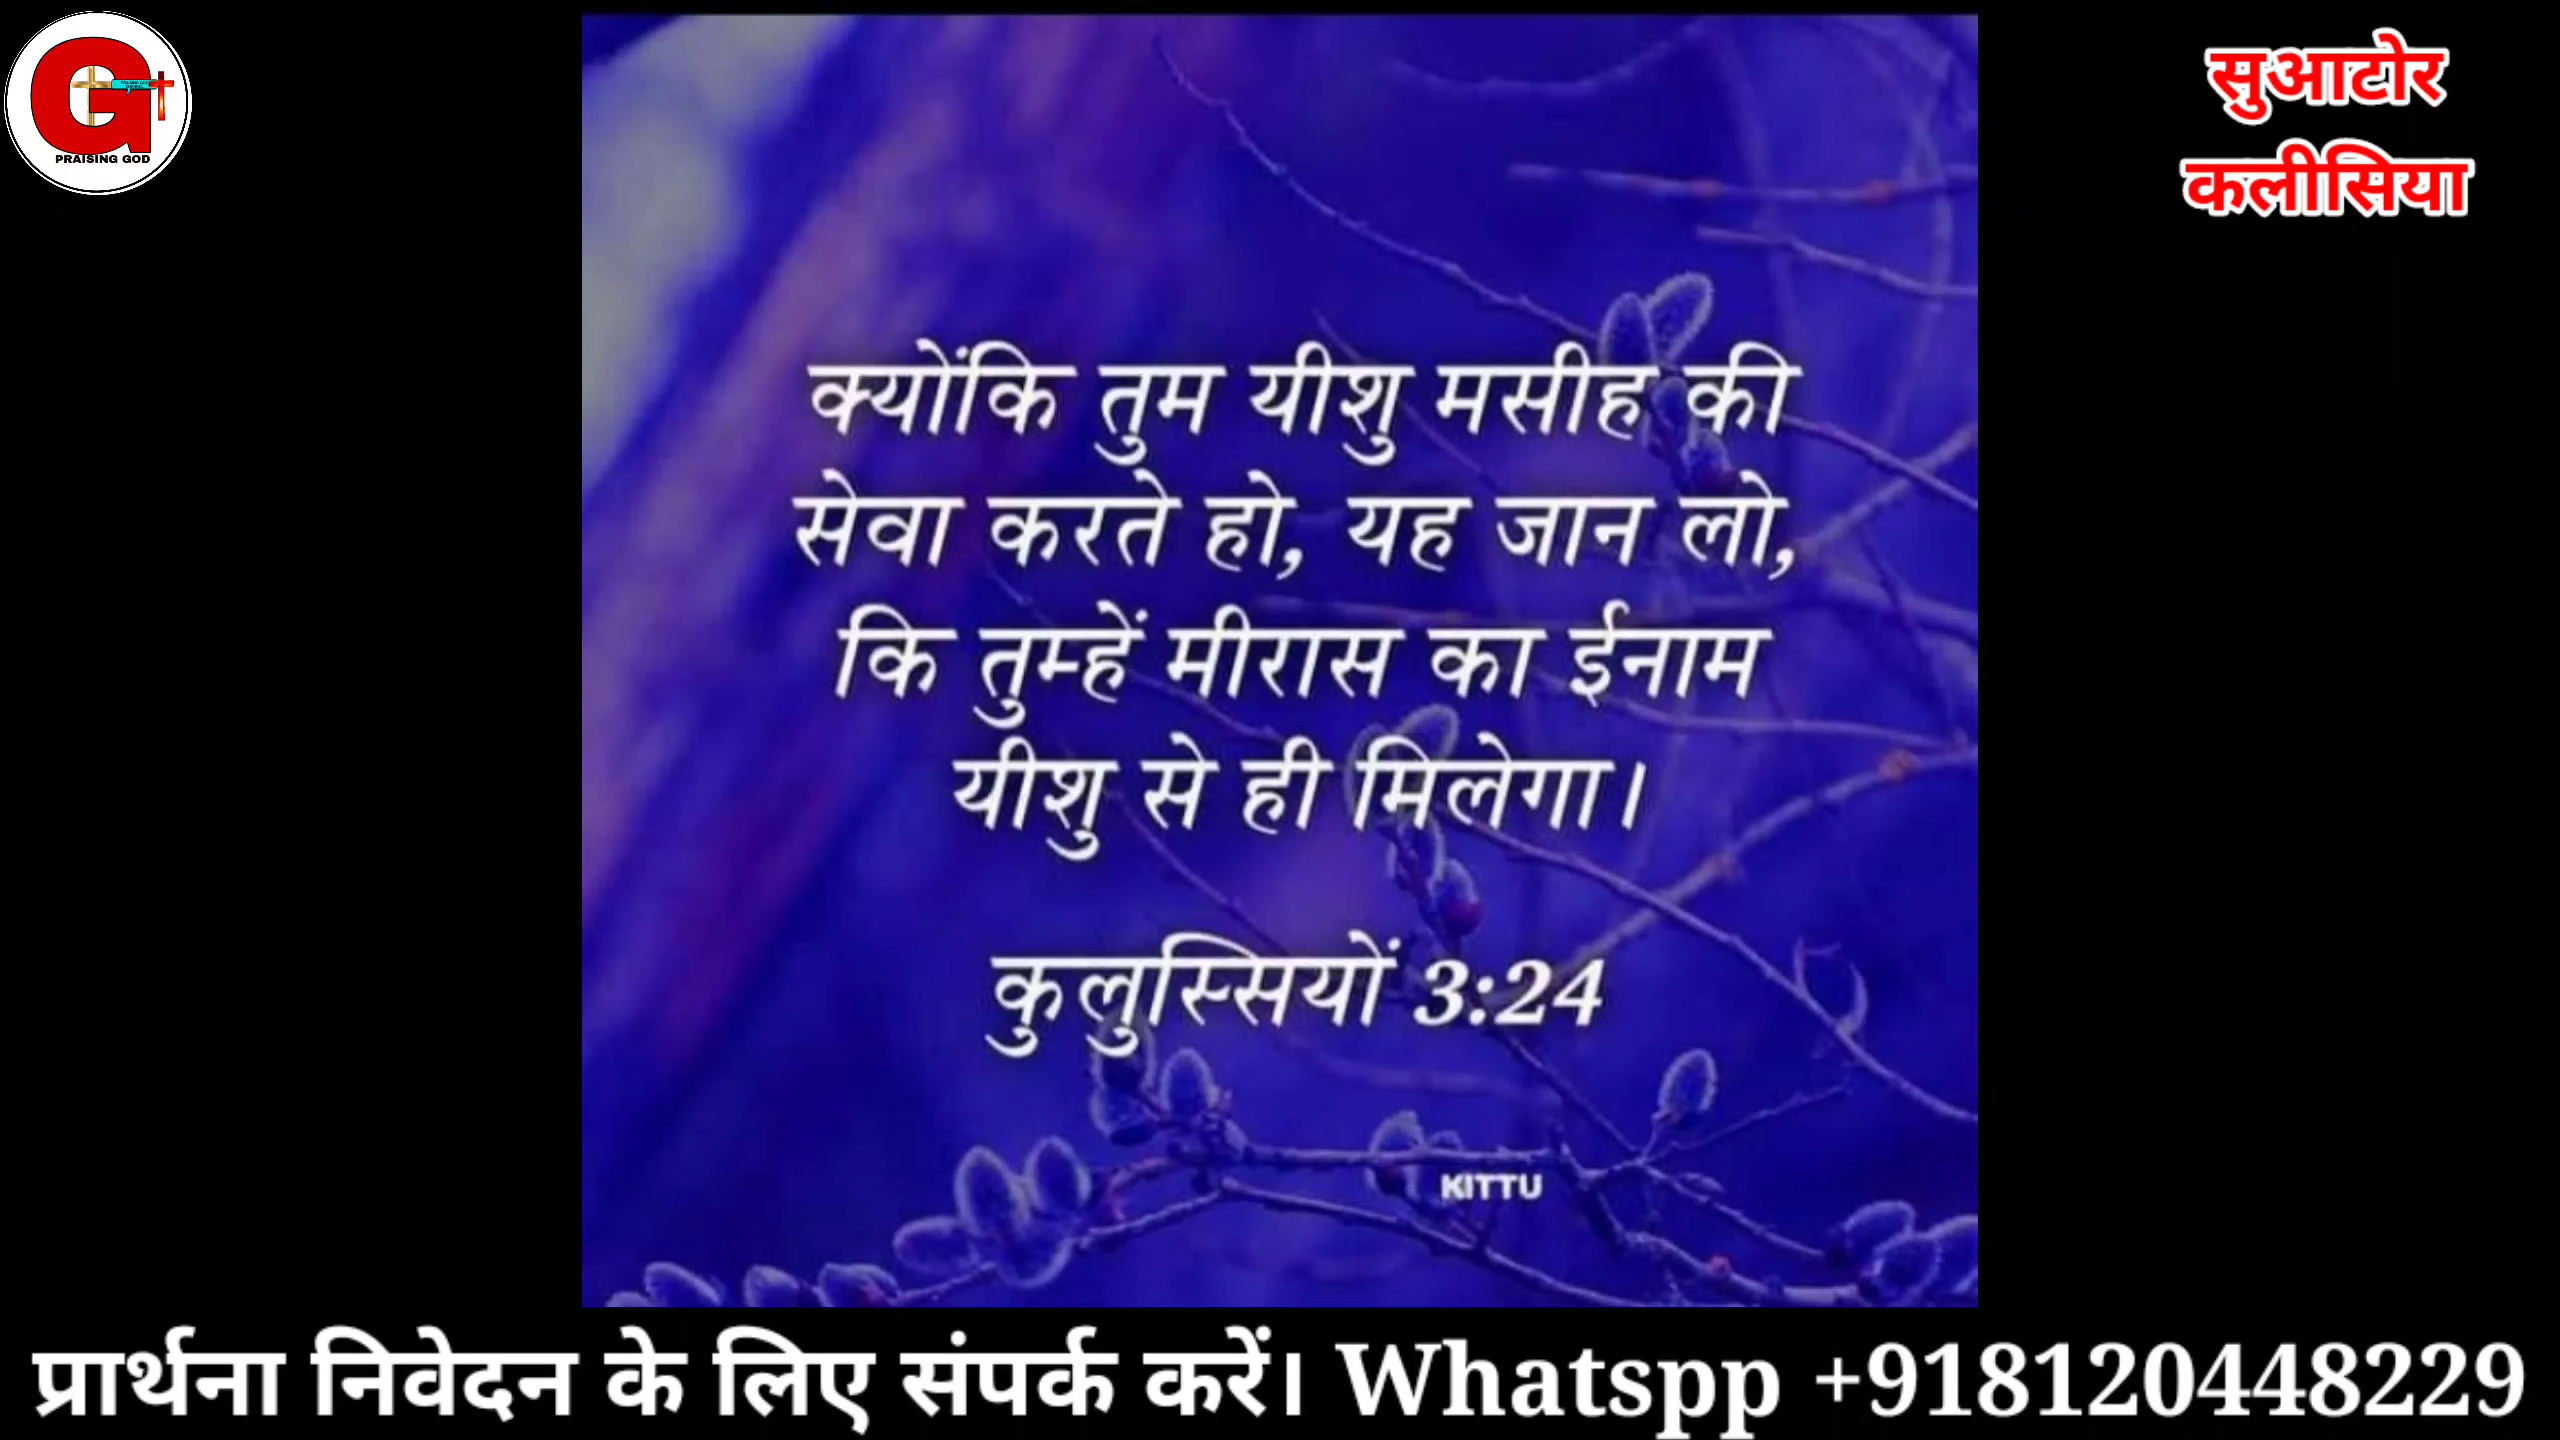 PRAISING GOD
सुआटोर
कलीसिया
क्योंकि तुम यीशु मसीह की
सेवा करते हो, यह जान लो,
कि तुम्हें मीरास का ईनाम
यीशु से ही मिलेगा।
कुलुस्सियों 3:24
KITTU
प्रार्थना निवेदन के लिए संपर्क करें। Whatspp +918120448229